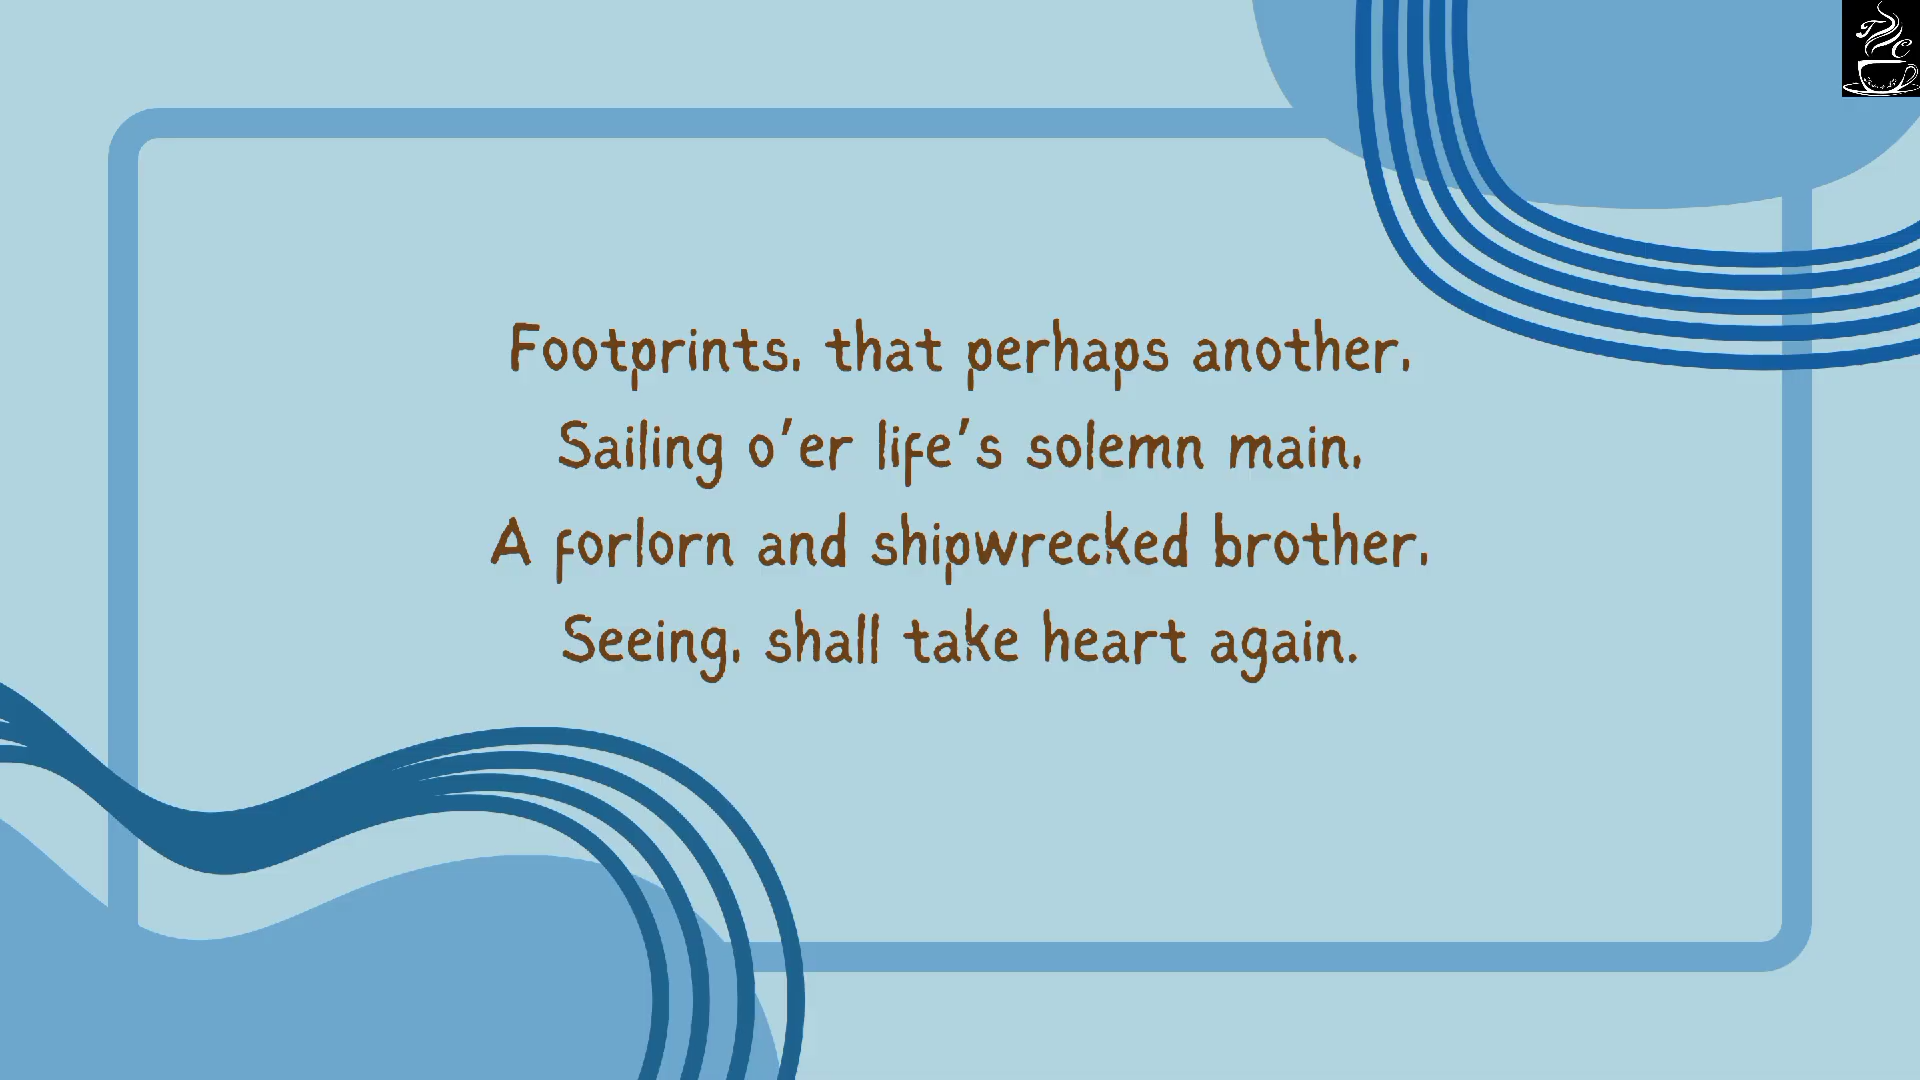 Footprints, that perhaps another,
Sailing o'er life's solemn main,
A forlorn and shipwrecked brother,
Seeing, shall take heart again.
T C